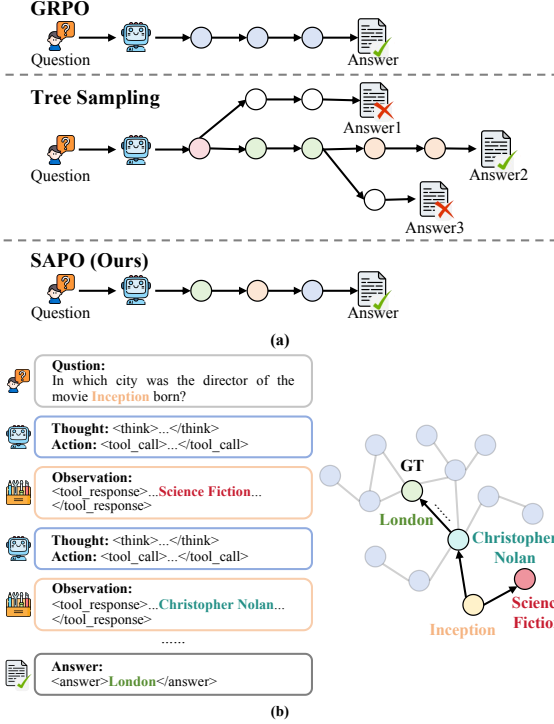 GRPO
Question
Answer
Tree Sampling
Answer1
Question
Answer2
Answer3
SAPO (Ours)
Question
Answer
(a)
Qustion:
In which city was the director of the
movie Inception born?
Thought: <think>...</think>
Action: <tool_call>...</tool_call>
Observation:
<tool_response>...Science Fiction...
</tool_response>
Thought: <think>...</think>
Action: <tool_call>...</tool_call>
Observation:
<tool_response>...Christopher Nolan...
</tool_response>
......
Answer:
<answer>London</answer>
GT
London
Christopher
Nolan
Inception
Science
Fiction
(b)